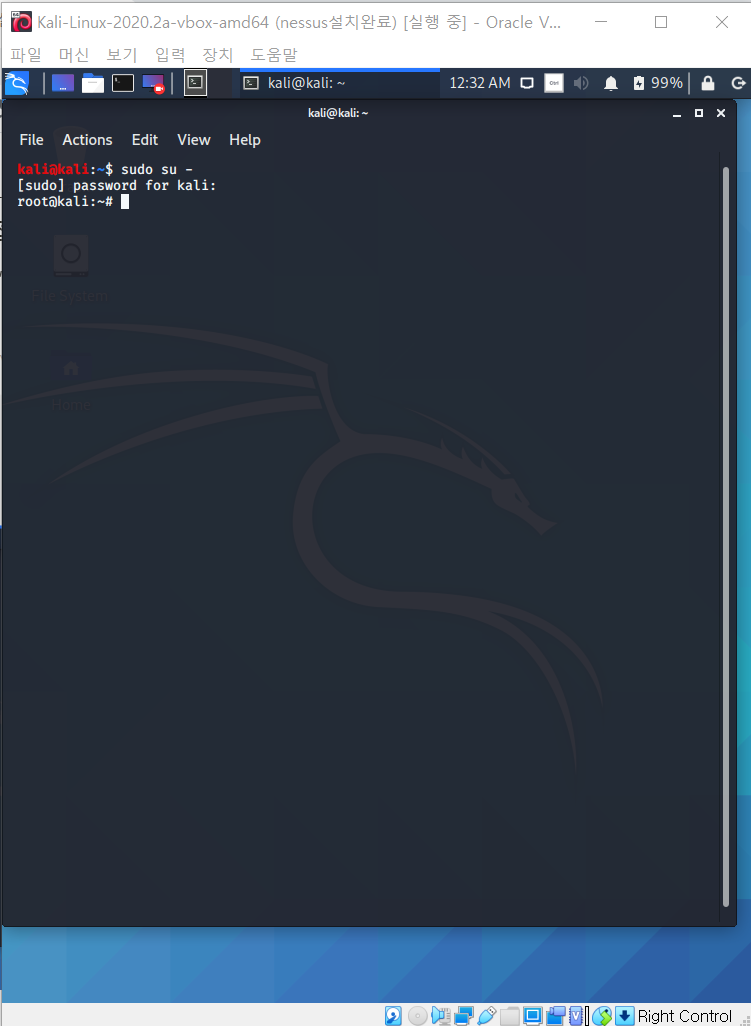 Kali-Linux-2020.2a-vbox-amd64 (nessus설치완료) [실행 중] - Oracle V...
파일 머신 보기 입력 장치 도움말
kali@kali: ~ 12:32 AM Ctrl 99%
kali@kali: ~
File Actions Edit View Help
kali@kali:~$ sudo su -
[sudo] password for kali:
root@kali:~#
File System
Home
Right Control